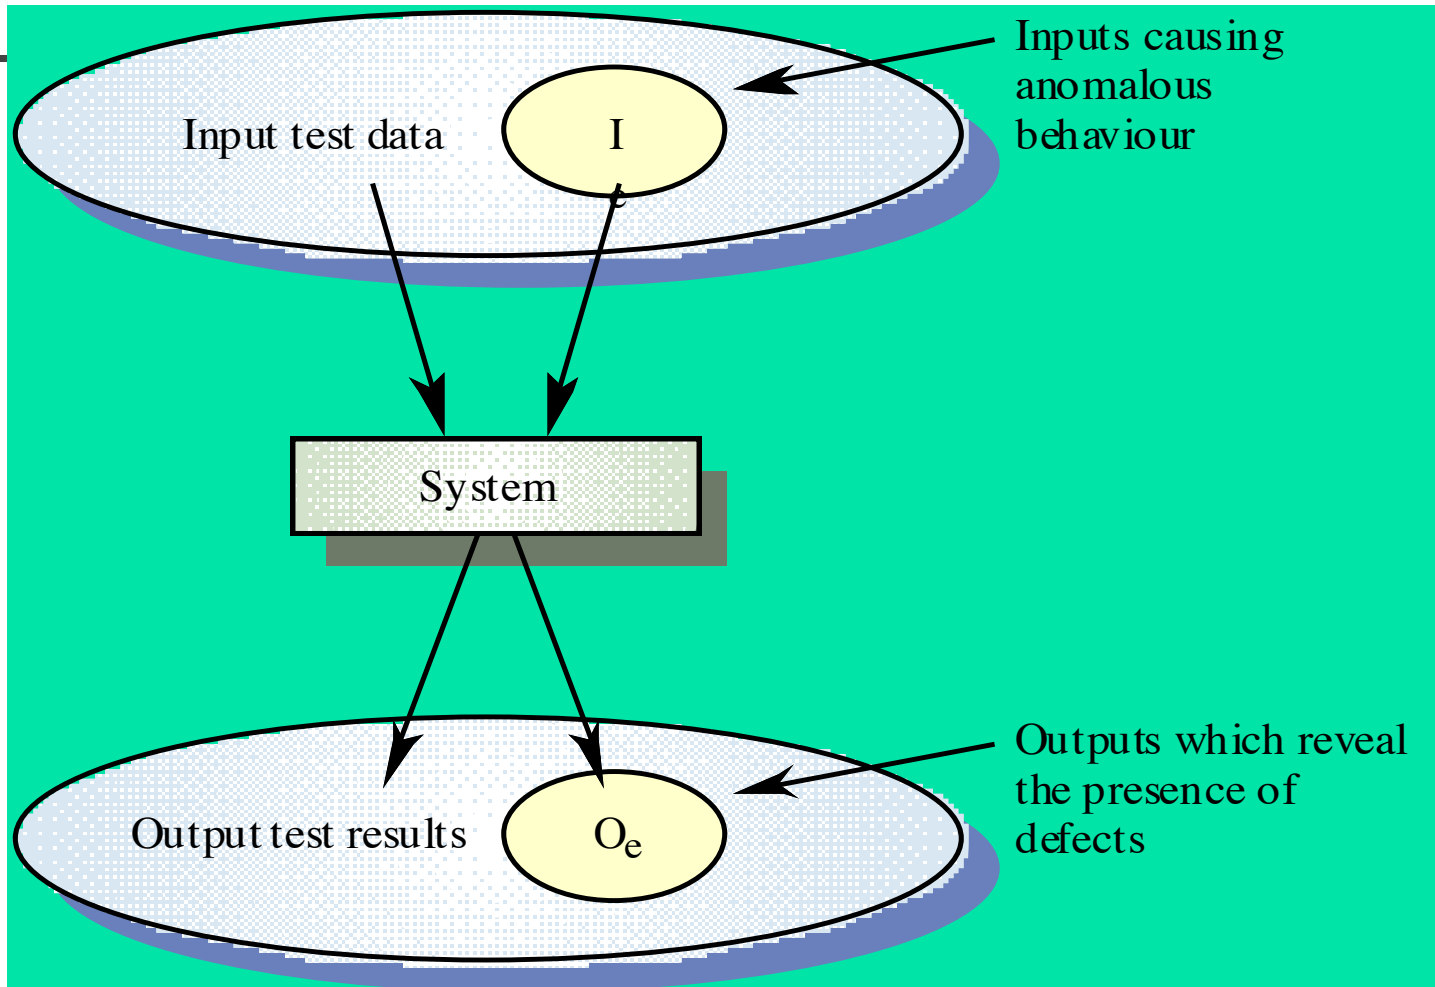 Inputs causing
anomalous
behaviour
Input test data
I
e
System
Outputs which reveal
the presence of
defects
Output test results
Oe